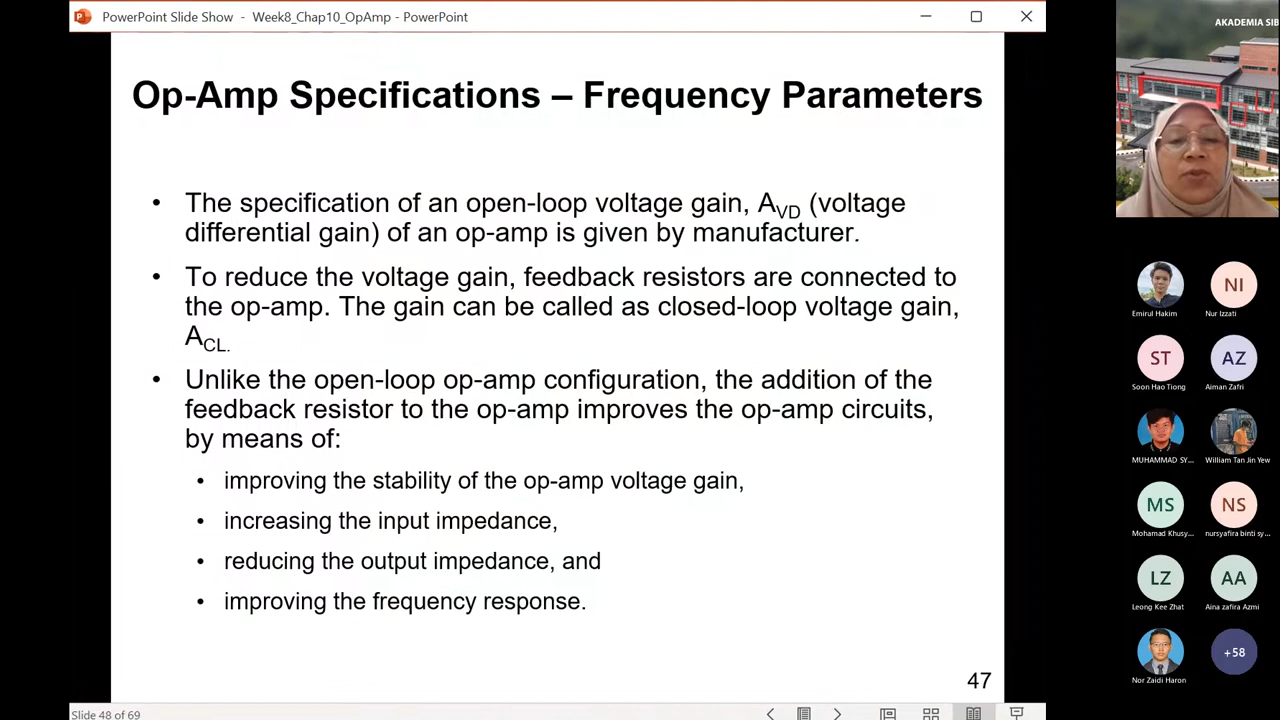 PowerPoint Slide Show - Week8_Chap10_OpAmp - PowerPoint
AKADEMIA SIB
Op-Amp Specifications – Frequency Parameters
• The specification of an open-loop voltage gain, AVD (voltage
differential gain) of an op-amp is given by manufacturer.
• To reduce the voltage gain, feedback resistors are connected to
the op-amp. The gain can be called as closed-loop voltage gain,
ACL.
• Unlike the open-loop op-amp configuration, the addition of the
feedback resistor to the op-amp improves the op-amp circuits,
by means of:
• improving the stability of the op-amp voltage gain,
• increasing the input impedance,
• reducing the output impedance, and
• improving the frequency response.
47
Slide 48 of 69
Emirul Hakim
NI
Nur Izzati
ST
Soon Hao Tiong
AZ
Aiman Zafri
MUHAMMAD SY...
William Tan Jin Yew
MS
Mohamad Khusy...
NS
nursyafira binti sy...
LZ
Leong Kee Zhat
AA
Aina zafira Azmi
Nor Zaidi Haron
+58